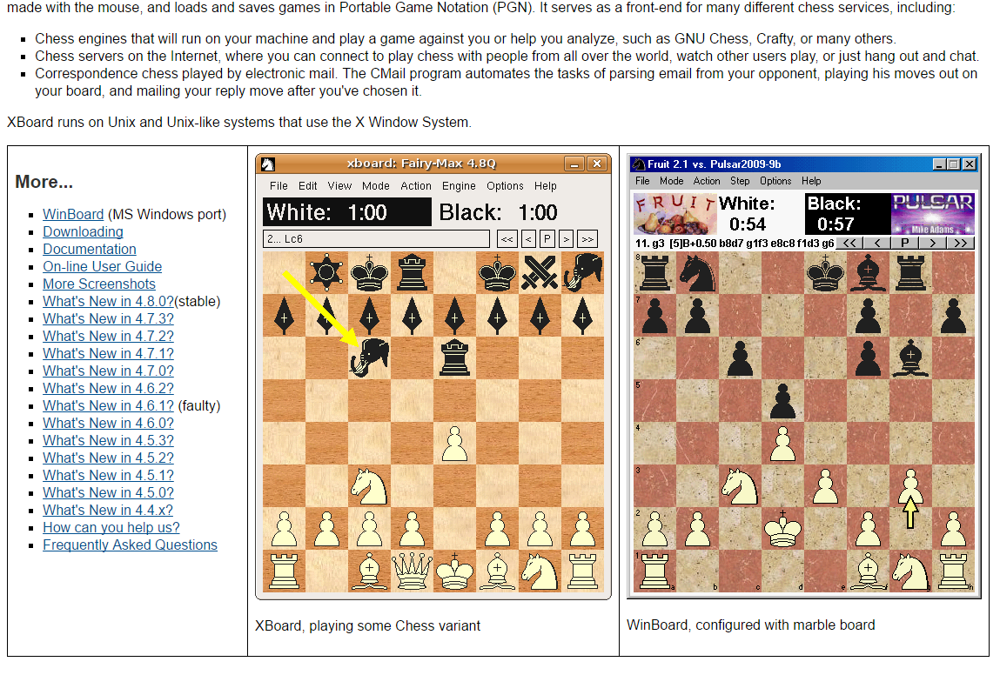 made with the mouse, and loads and saves games in Portable Game Notation (PGN). It serves as a front-end for many different chess services, including:
Chess engines that will run on your machine and play a game against you or help you analyze, such as GNU Chess, Crafty, or many others.
Chess servers on the Internet, where you can connect to play chess with people from all over the world, watch other users play, or just hang out and chat.
Correspondence chess played by electronic mail. The CMail program automates the tasks of parsing email from your opponent, playing his moves out on
your board, and mailing your reply move after you've chosen it.
XBoard runs on Unix and Unix-like systems that use the X Window System.
More...
WinBoard (MS Windows port)
Downloading
Documentation
On-line User Guide
More Screenshots
What's New in 4.8.0?(stable)
What's New in 4.7.3?
What's New in 4.7.2?
What's New in 4.7.1?
What's New in 4.7.0?
What's New in 4.6.2?
What's New in 4.6.1? (faulty)
What's New in 4.6.0?
What's New in 4.5.3?
What's New in 4.5.2?
What's New in 4.5.1?
What's New in 4.5.0?
What's New in 4.4.x?
How can you help us?
Frequently Asked Questions
xboard: Fairy-Max 4.8Q
File Edit View Mode Action Engine Options Help
White: 1:00 Black: 1:00
2... Lc6 << < P > >>
XBoard, playing some Chess variant
Fruit 2.1 vs. Pulsar2009-9b
File Mode Action Step Options Help
FRUIT White: Black: PULSAR
0:54 0:57 Mike Adams
11. g3 [5]B+0.50 b8d7 g1f3 e8c8 f1d3 g6 << < P > >>
8
7
6
5
4
3
2
1
a b c d e f g h
WinBoard, configured with marble board